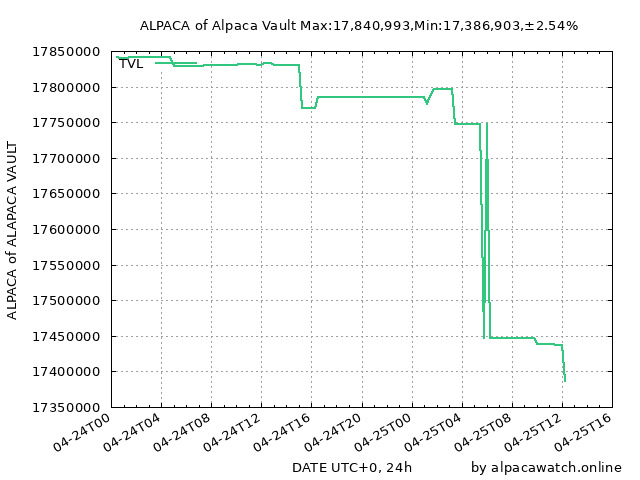 ALPACA of Alpaca Vault Max:17,840,993,Min:17,386,903,±2.54%
TVL
ALPACA of ALAPACA VAULT
17850000
17800000
17750000
17700000
17650000
17600000
17550000
17500000
17450000
17400000
17350000
04-24T00
04-24T04
04-24T08
04-24T12
04-24T16
04-24T20
04-25T00
04-25T04
04-25T08
04-25T12
04-25T16
DATE UTC+0, 24h
by alpacawatch.online